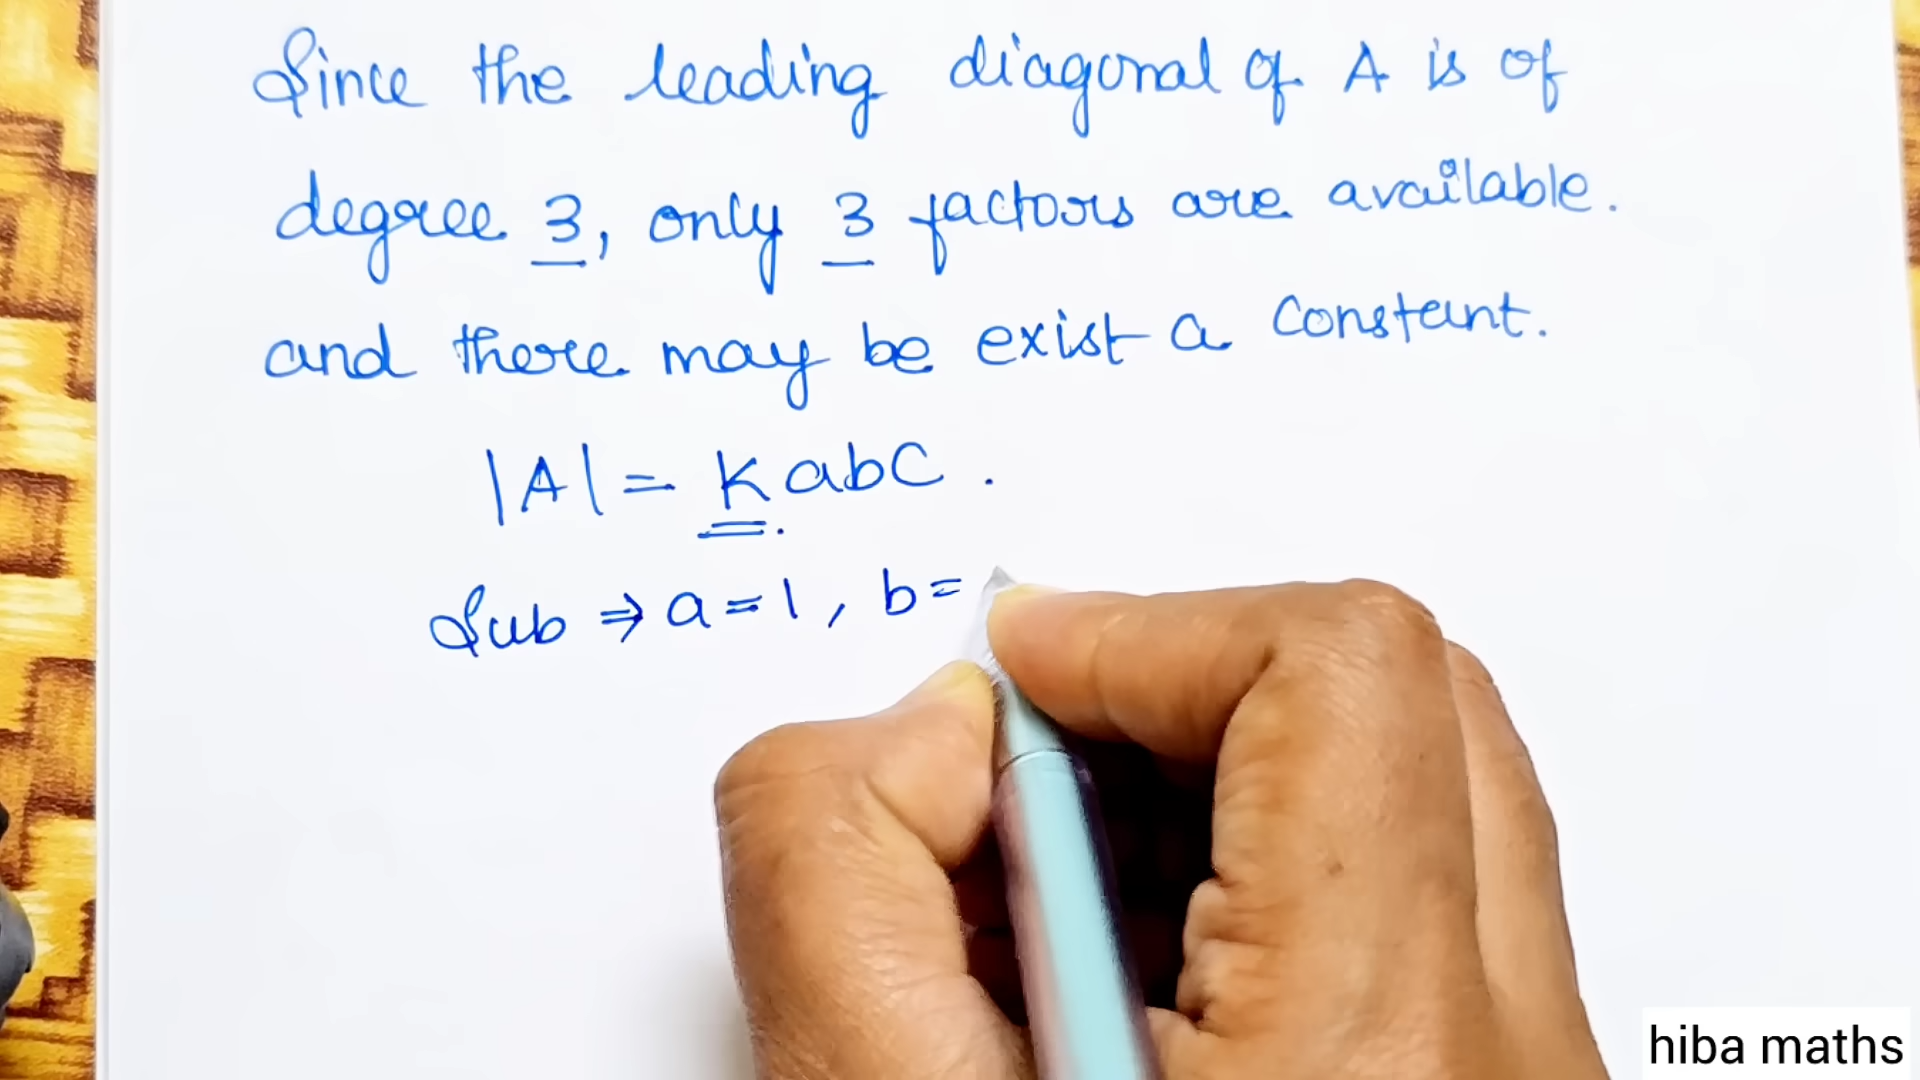 Since the leading diagonal of A is of
degree 3, only 3 factors are available.
and there may be exist a constant.
|A| = K abc.
Sub ⇒ a = 1, b =
hiba maths